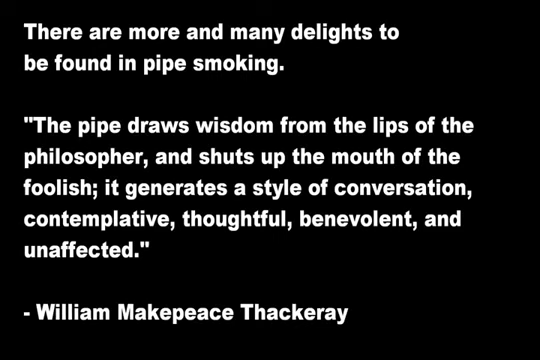 There are more and many delights to
be found in pipe smoking.
"The pipe draws wisdom from the lips of the
philosopher, and shuts up the mouth of the
foolish; it generates a style of conversation,
contemplative, thoughtful, benevolent, and
unaffected."
- William Makepeace Thackeray